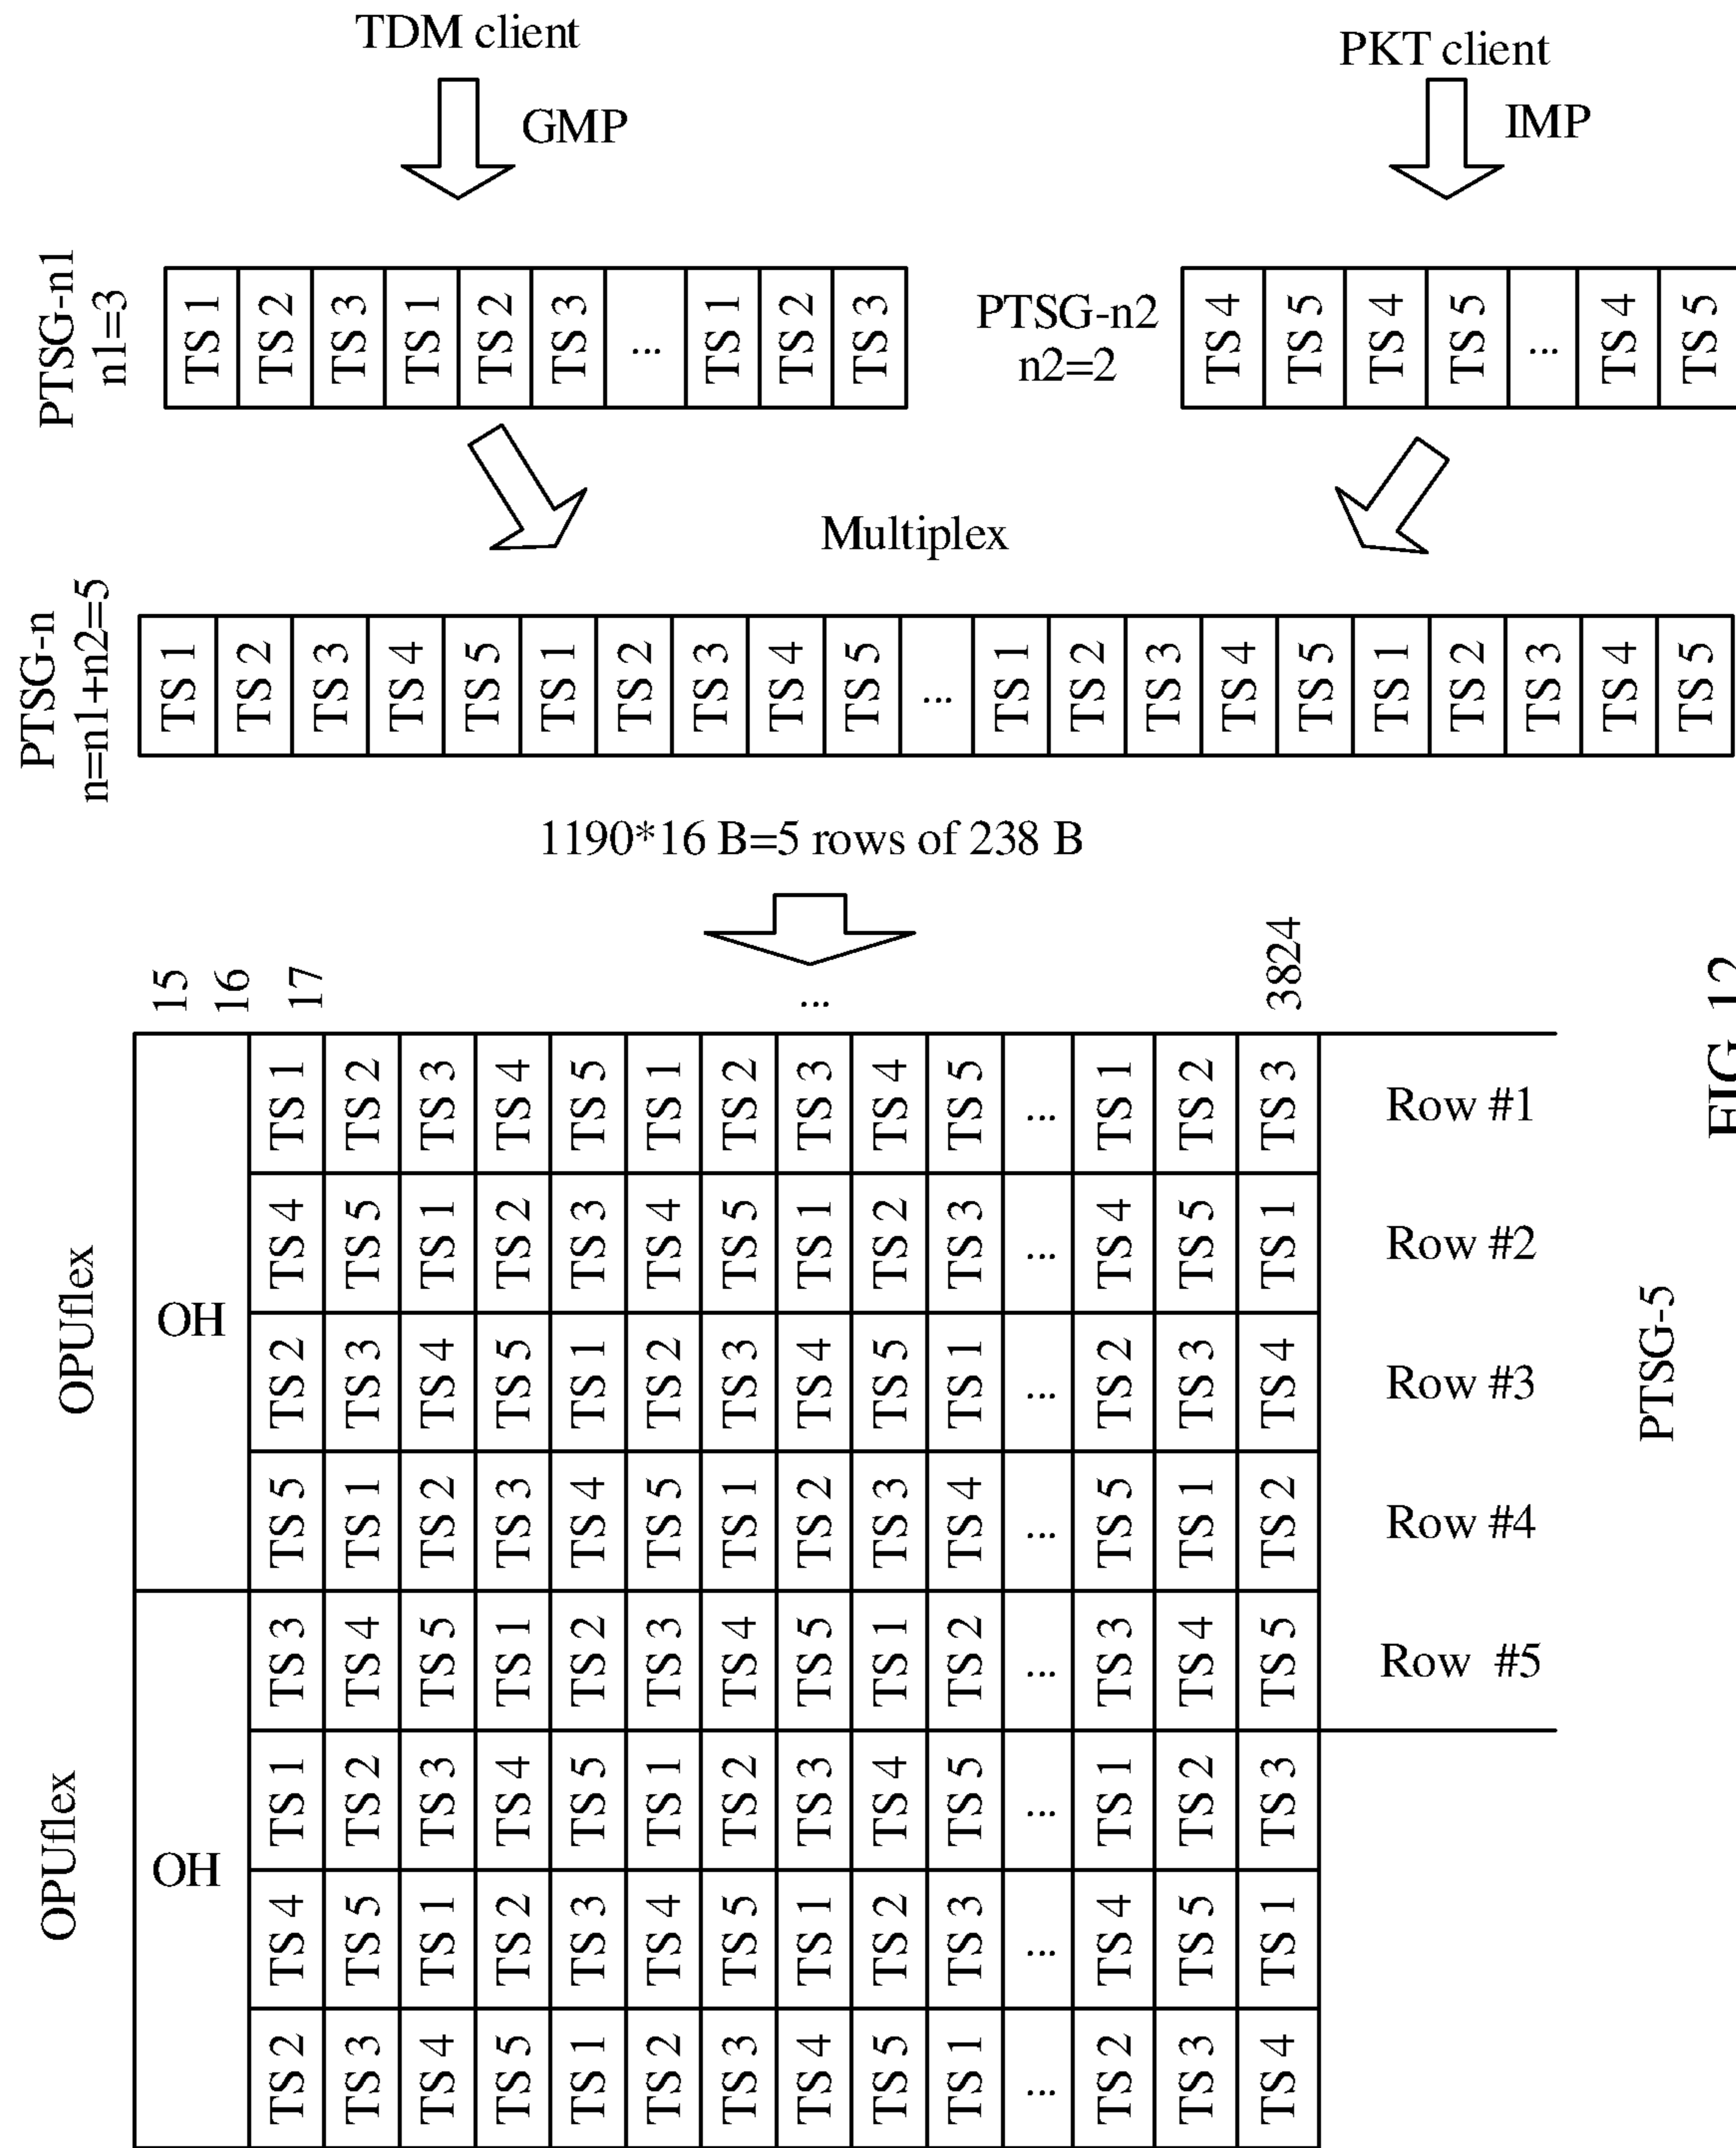 TDM client
PKT client
GMP
IMP
PTSG-n1
n1=3
TS 1 TS 2 TS 3 TS 1 TS 2 TS 3 ... TS 1 TS 2 TS 3
PTSG-n2
n2=2
TS 4 TS 5 TS 4 TS 5 ... TS 4 TS 5
Multiplex
PTSG-n
n=n1+n2=5
TS 1 TS 2 TS 3 TS 4 TS 5 TS 1 TS 2 TS 3 TS 4 TS 5 ... TS 1 TS 2 TS 3 TS 4 TS 5 TS 1 TS 2 TS 3 TS 4 TS 5
1190*16 B=5 rows of 238 B
15 16 17 ... 3824
OPUflex
OH
TS 1 TS 2 TS 3 TS 4 TS 5 TS 1 TS 2 TS 3 TS 4 TS 5 ... TS 1 TS 2 TS 3 Row #1
TS 4 TS 5 TS 1 TS 2 TS 3 TS 4 TS 5 TS 1 TS 2 TS 3 ... TS 4 TS 5 TS 1 Row #2
TS 2 TS 3 TS 4 TS 5 TS 1 TS 2 TS 3 TS 4 TS 5 TS 1 ... TS 2 TS 3 TS 4 Row #3
TS 5 TS 1 TS 2 TS 3 TS 4 TS 5 TS 1 TS 2 TS 3 TS 4 ... TS 5 TS 1 TS 2 Row #4
OPUflex
OH
TS 3 TS 4 TS 5 TS 1 TS 2 TS 3 TS 4 TS 5 TS 1 TS 2 ... TS 3 TS 4 TS 5 Row #5
TS 1 TS 2 TS 3 TS 4 TS 5 TS 1 TS 2 TS 3 TS 4 TS 5 ... TS 1 TS 2 TS 3
TS 4 TS 5 TS 1 TS 2 TS 3 TS 4 TS 5 TS 1 TS 2 TS 3 ... TS 4 TS 5 TS 1
TS 2 TS 3 TS 4 TS 5 TS 1 TS 2 TS 3 TS 4 TS 5 TS 1 ... TS 2 TS 3 TS 4
PTSG-5
FIG. 12